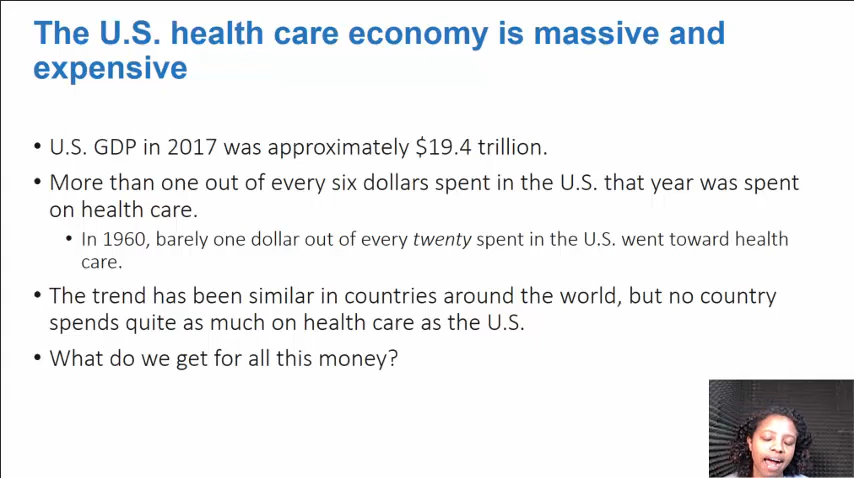 The U.S. health care economy is massive and
expensive
• U.S. GDP in 2017 was approximately $19.4 trillion.
• More than one out of every six dollars spent in the U.S. that year was spent
on health care.
• In 1960, barely one dollar out of every twenty spent in the U.S. went toward health
care.
• The trend has been similar in countries around the world, but no country
spends quite as much on health care as the U.S.
• What do we get for all this money?